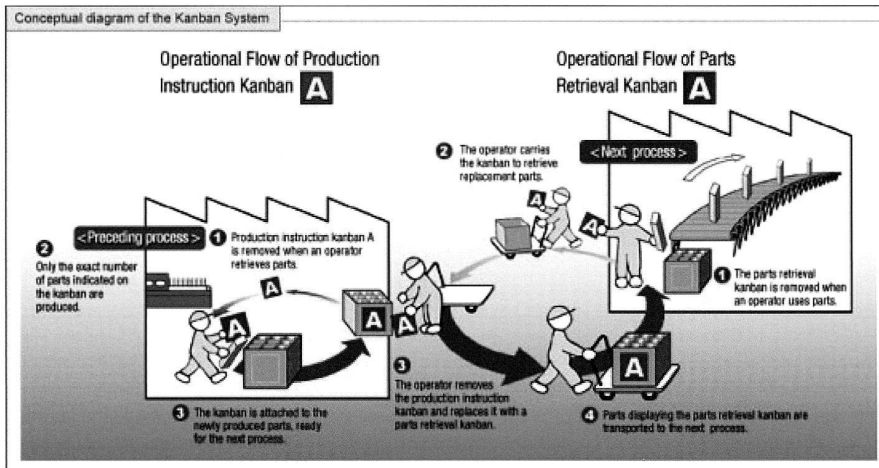 Conceptual diagram of the Kanban System
Operational Flow of Production
Instruction Kanban A
Operational Flow of Parts
Retrieval Kanban A
<Preceding process>
1 Production instruction kanban A
is removed when an operator
retrieves parts.
2
Only the exact number
of parts indicated on
the kanban are
produced.
3 The kanban is attached to the
newly produced parts, ready
for the next process.
A
A
A
A
<Next process>
1 The parts retrieval
kanban is removed when
an operator uses parts.
2 The operator carries
the kanban to retrieve
replacement parts.
3
The operator removes
the production instruction
kanban and replaces it with a
parts retrieval kanban.
4 Parts displaying the parts retrieval kanban are
transported to the next process.
A
A
A